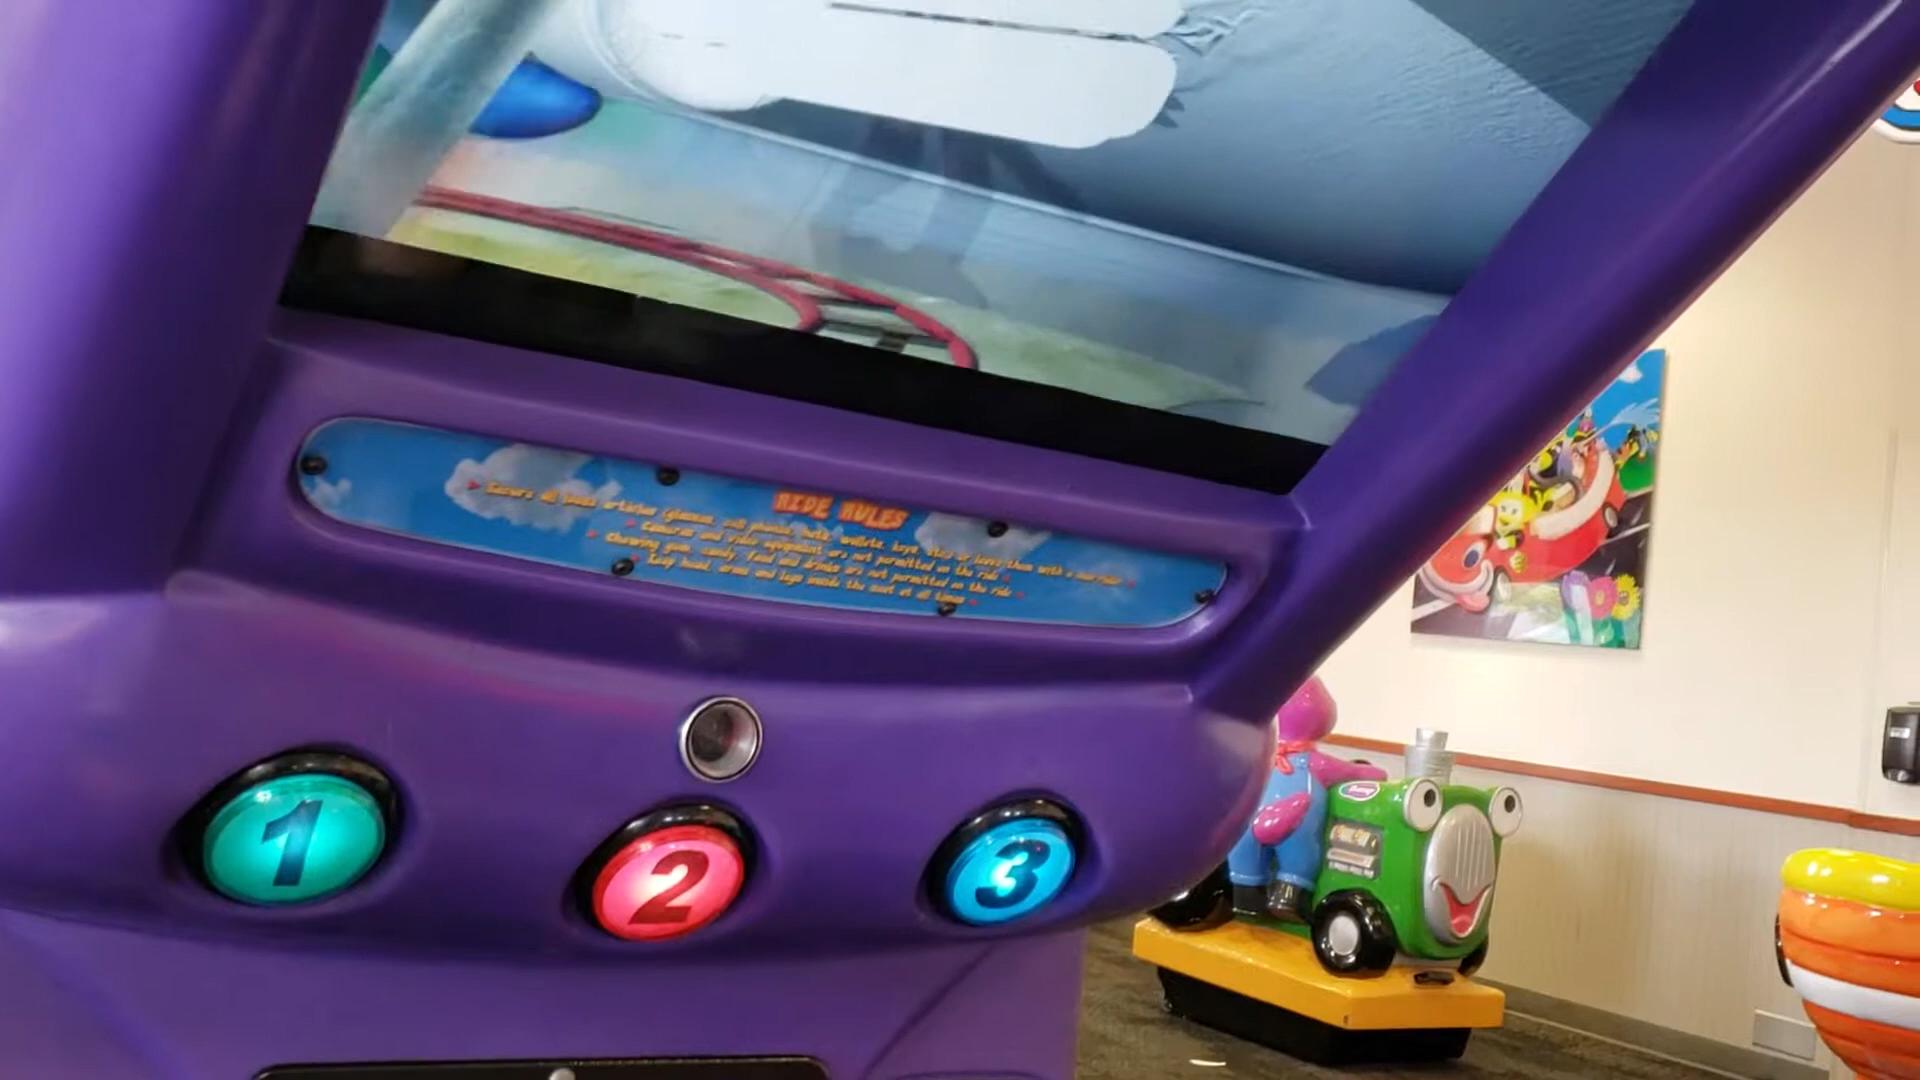 RIDE RULES
Secure all loose articles (glasses, cell phones, hats, wallets, keys, etc.) or leave them with a non-rider
Cameras and video equipment are not permitted on the ride
Chewing gum, candy, food and drinks are not permitted on the ride
Keep hand, arms and legs inside the seat at all times
1
2
3